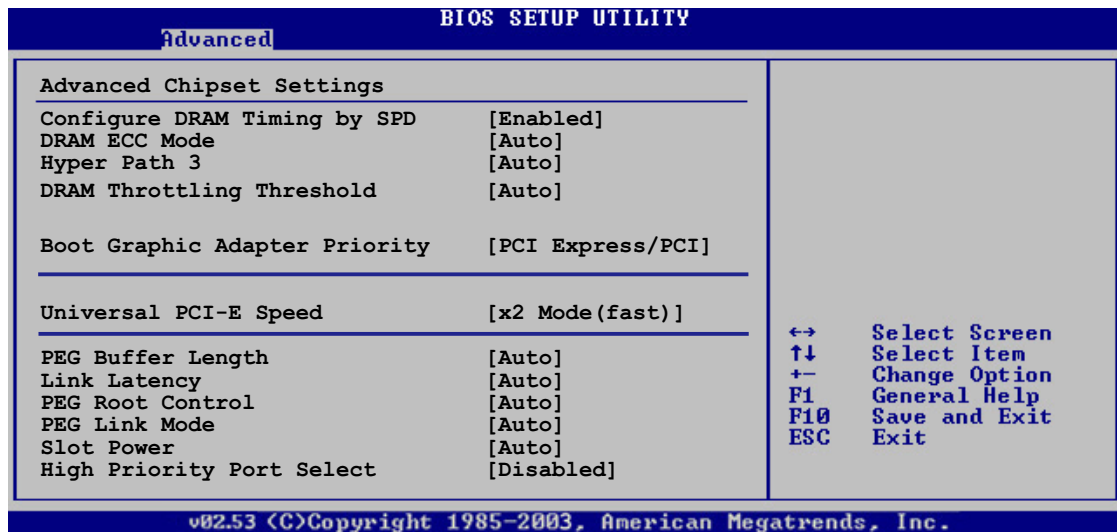 BIOS SETUP UTILITY
Advanced
Advanced Chipset Settings
Configure DRAM Timing by SPD [Enabled]
DRAM ECC Mode [Auto]
Hyper Path 3 [Auto]
DRAM Throttling Threshold [Auto]
Boot Graphic Adapter Priority [PCI Express/PCI]
Universal PCI-E Speed [x2 Mode(fast)]
PEG Buffer Length [Auto]
Link Latency [Auto]
PEG Root Control [Auto]
PEG Link Mode [Auto]
Slot Power [Auto]
High Priority Port Select [Disabled]
←→ Select Screen
↑↓ Select Item
+- Change Option
F1 General Help
F10 Save and Exit
ESC Exit
v02.53 (C)Copyright 1985-2003, American Megatrends, Inc.